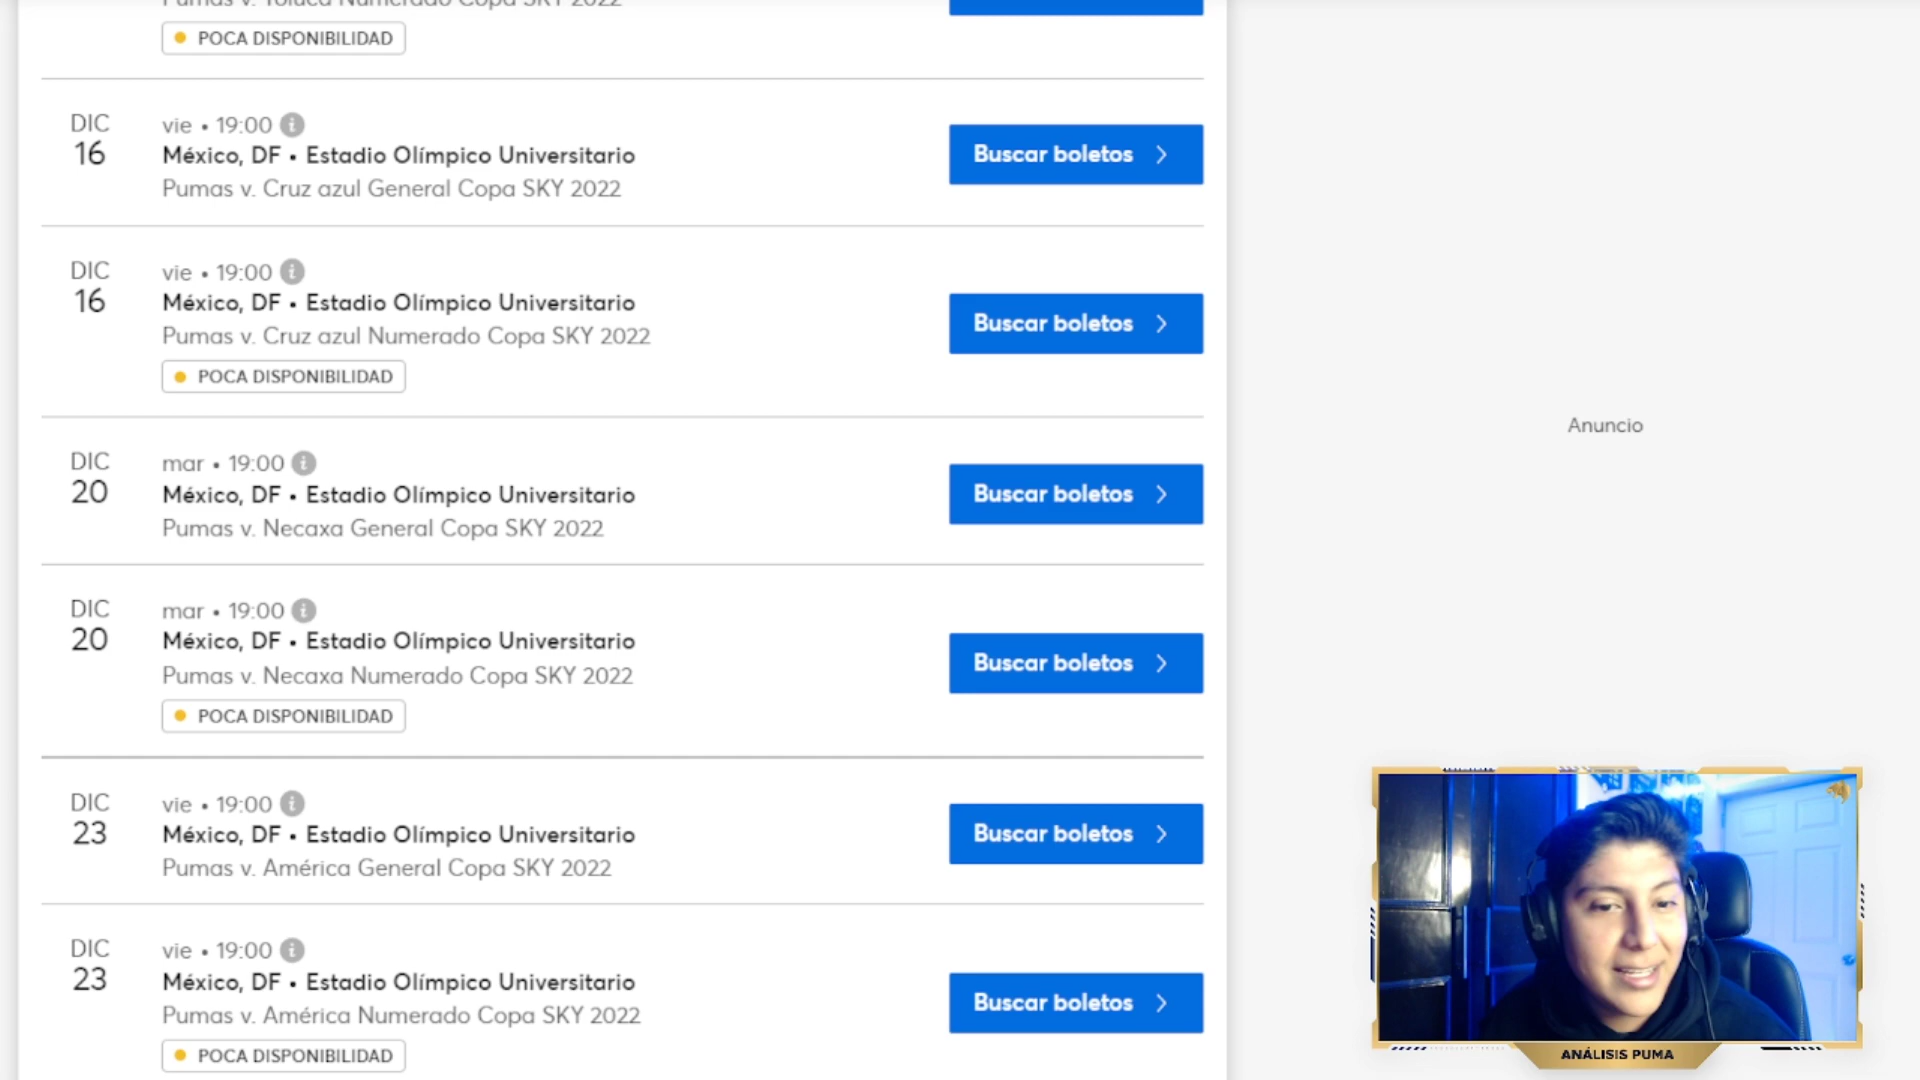 Pumas v. Toluca Numerado Copa SKY 2022
POCA DISPONIBILIDAD
DIC
16
vie • 19:00
México, DF • Estadio Olímpico Universitario
Pumas v. Cruz azul General Copa SKY 2022
Buscar boletos
DIC
16
vie • 19:00
México, DF • Estadio Olímpico Universitario
Pumas v. Cruz azul Numerado Copa SKY 2022
POCA DISPONIBILIDAD
Buscar boletos
DIC
20
mar • 19:00
México, DF • Estadio Olímpico Universitario
Pumas v. Necaxa General Copa SKY 2022
Buscar boletos
DIC
20
mar • 19:00
México, DF • Estadio Olímpico Universitario
Pumas v. Necaxa Numerado Copa SKY 2022
POCA DISPONIBILIDAD
Buscar boletos
DIC
23
vie • 19:00
México, DF • Estadio Olímpico Universitario
Pumas v. América General Copa SKY 2022
Buscar boletos
DIC
23
vie • 19:00
México, DF • Estadio Olímpico Universitario
Pumas v. América Numerado Copa SKY 2022
POCA DISPONIBILIDAD
Buscar boletos
Anuncio
ANÁLISIS PUMA